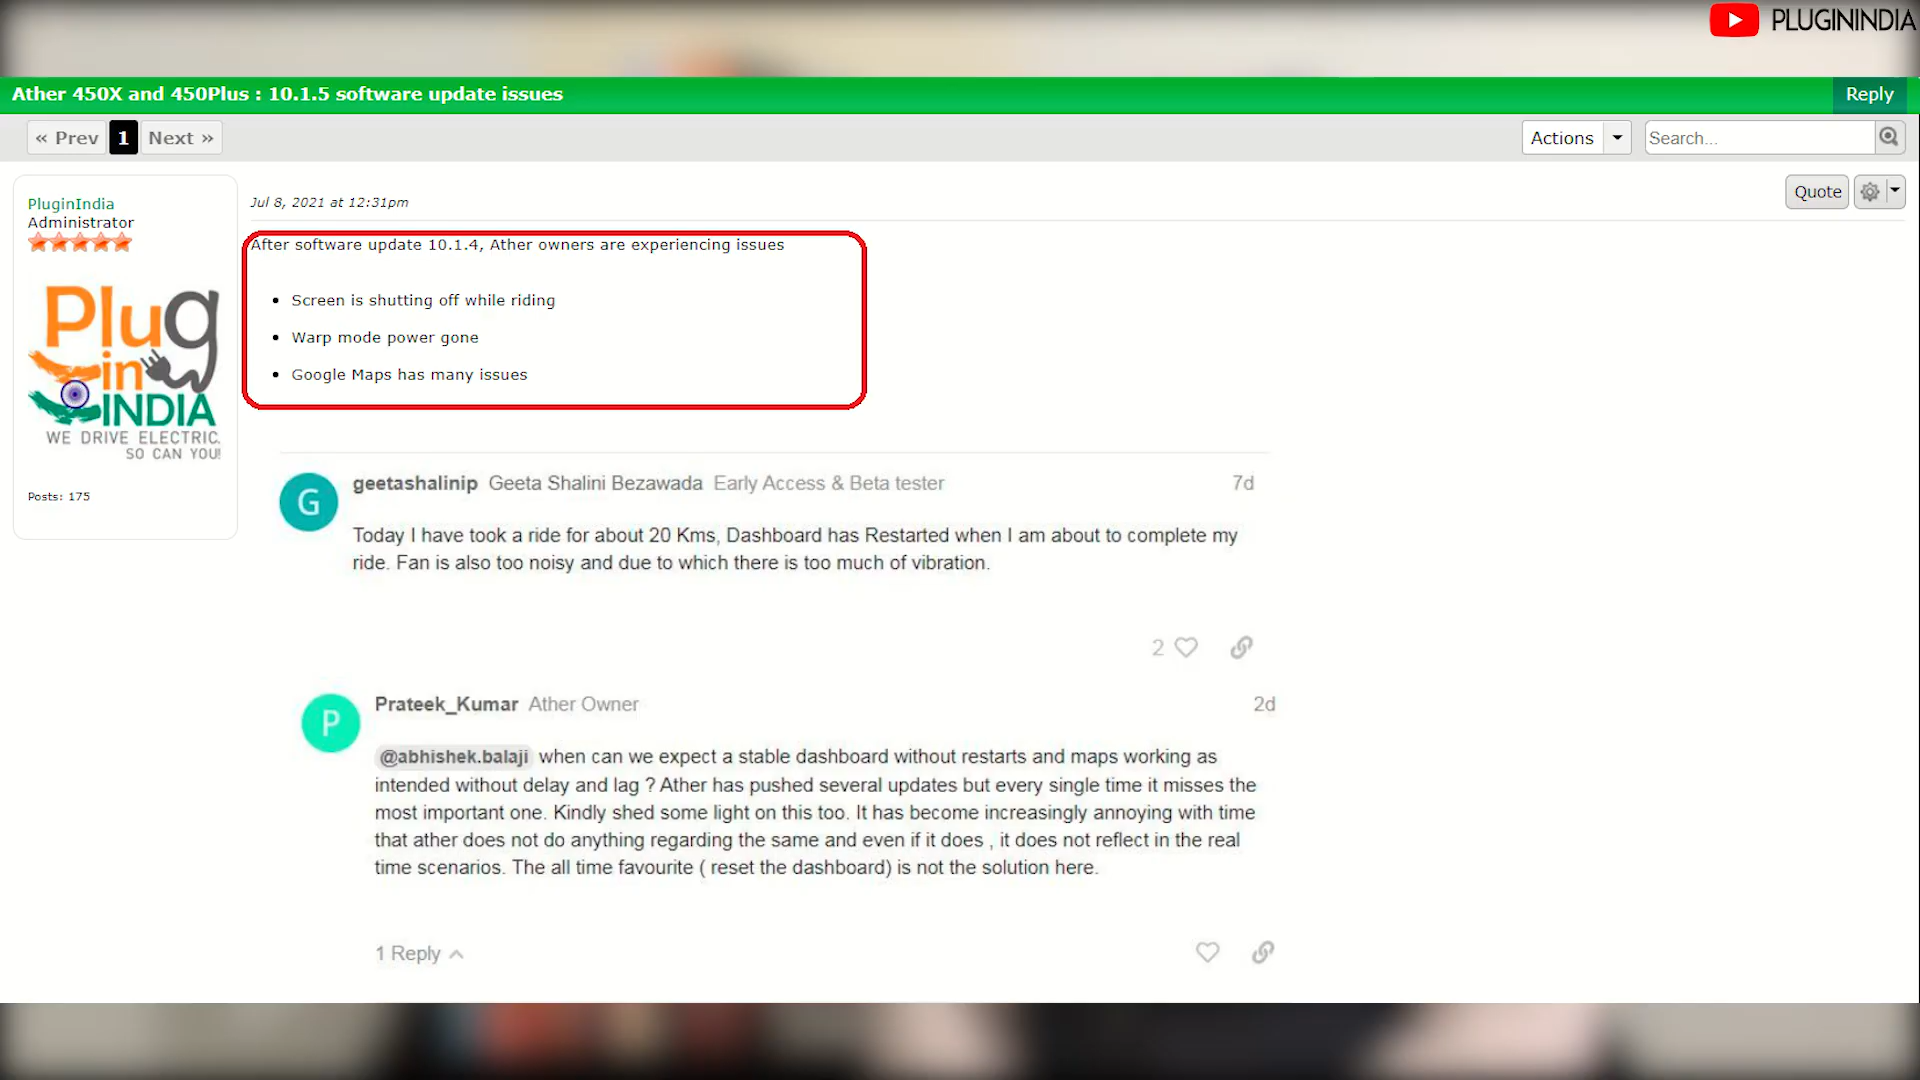 PLUGININDIA
Ather 450X and 450Plus : 10.1.5 software update issues
Reply
« Prev 1 Next »
Actions
Search...
PluginIndia
Administrator
Plug
in
INDIA
WE DRIVE ELECTRIC.
SO CAN YOU!
Posts: 175
Jul 8, 2021 at 12:31pm
Quote
After software update 10.1.4, Ather owners are experiencing issues
• Screen is shutting off while riding
• Warp mode power gone
• Google Maps has many issues
G
geetashalinip Geeta Shalini Bezawada Early Access & Beta tester 7d
Today I have took a ride for about 20 Kms, Dashboard has Restarted when I am about to complete my
ride. Fan is also too noisy and due to which there is too much of vibration.
2
P
Prateek_Kumar Ather Owner 2d
@abhishek.balaji when can we expect a stable dashboard without restarts and maps working as
intended without delay and lag ? Ather has pushed several updates but every single time it misses the
most important one. Kindly shed some light on this too. It has become increasingly annoying with time
that ather does not do anything regarding the same and even if it does , it does not reflect in the real
time scenarios. The all time favourite ( reset the dashboard) is not the solution here.
1 Reply